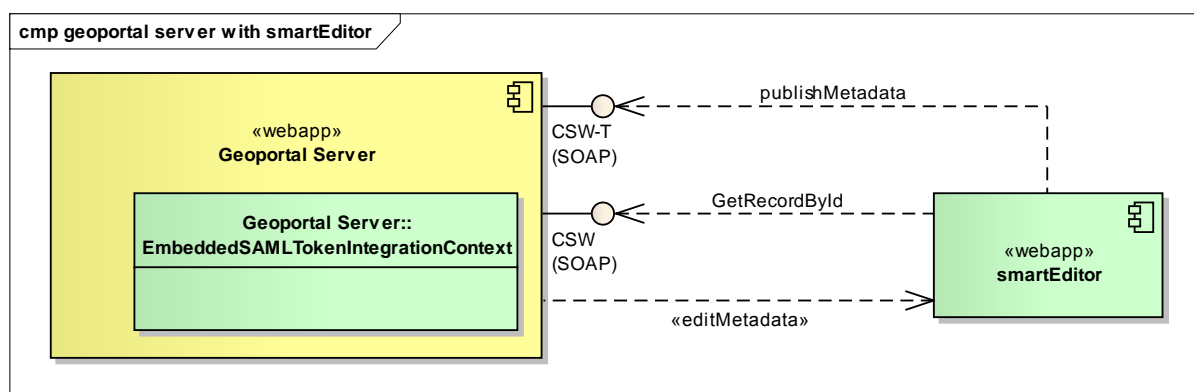 cmp geoportal server with smartEditor
«webapp»
Geoportal Server
Geoportal Server::
EmbeddedSAMLTokenIntegrationContext
CSW-T
(SOAP)
CSW
(SOAP)
publishMetadata
GetRecordById
«editMetadata»
«webapp»
smartEditor